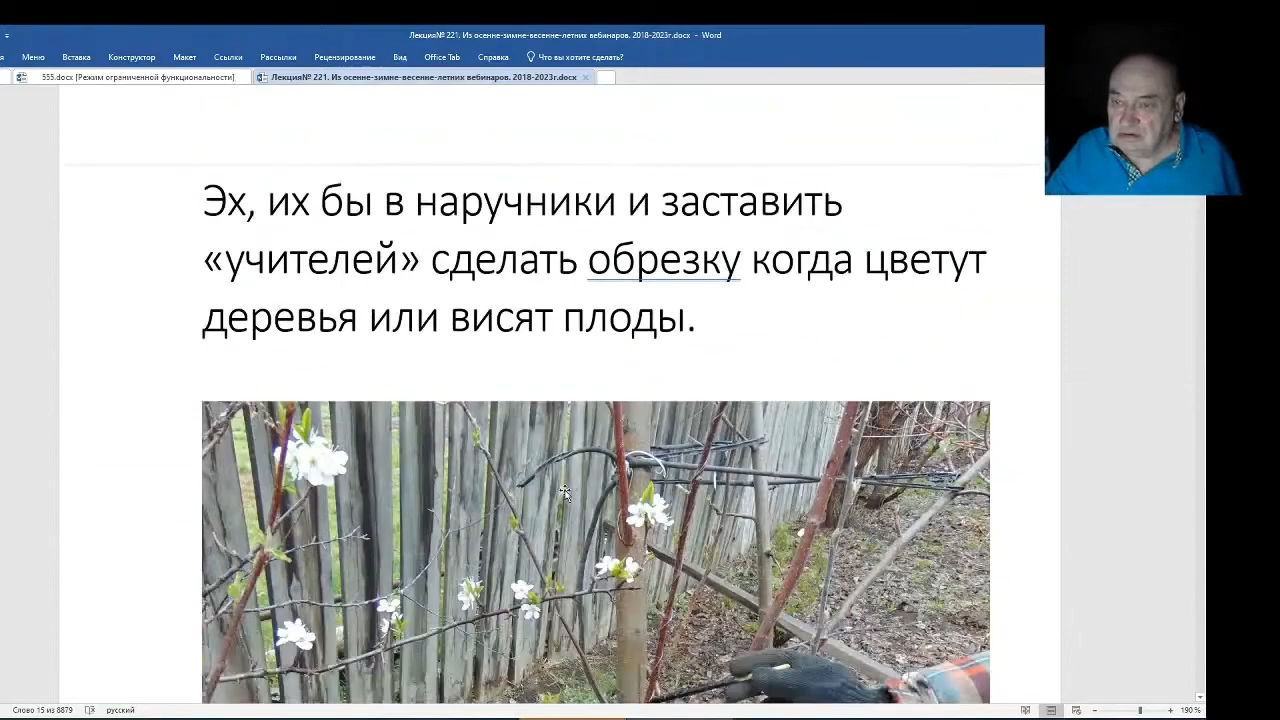 Лекция№ 221. Из осенне-зимне-весенне-летних вебинаров. 2018-2023г.docx - Word
Меню Вставка Конструктор Макет Ссылки Рассылки Рецензирование Вид Office Tab Справка Что вы хотите сделать?
555.docx [Режим ограниченной функциональности] Лекция№ 221. Из осенне-зимне-весенне-летних вебинаров. 2018-2023г.docx
Эх, их бы в наручники и заставить
«учителей» сделать обрезку когда цветут
деревья или висят плоды.
Слово 15 из 8879 русский 190 %